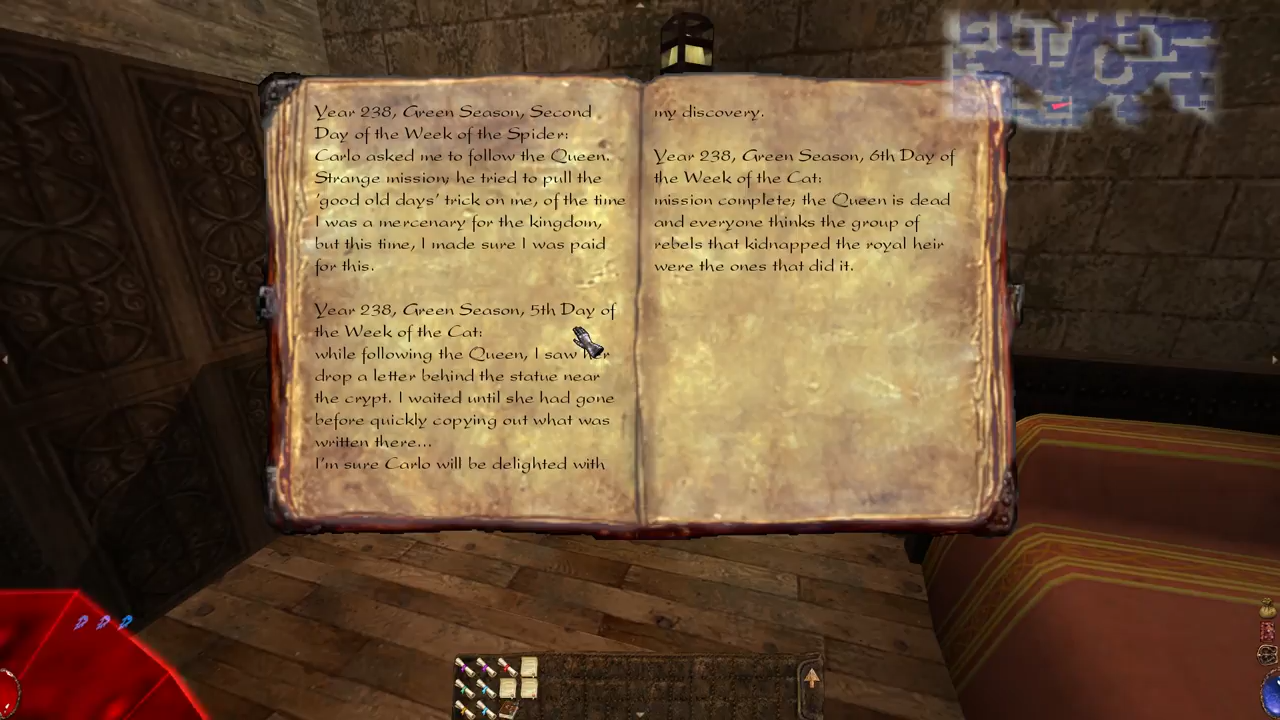 Year 238, Green Season, Second
Day of the Week of the Spider:
Carlo asked me to follow the Queen.
Strange mission; he tried to pull the
'good old days' trick on me, of the time
I was a mercenary for the kingdom,
but this time, I made sure I was paid
for this.
Year 238, Green Season, 5th Day of
the Week of the Cat:
while following the Queen, I saw her
drop a letter behind the statue near
the crypt. I waited until she had gone
before quickly copying out what was
written there...
I'm sure Carlo will be delighted with
my discovery.
Year 238, Green Season, 6th Day of
the Week of the Cat:
mission complete; the Queen is dead
and everyone thinks the group of
rebels that kidnapped the royal heir
were the ones that did it.